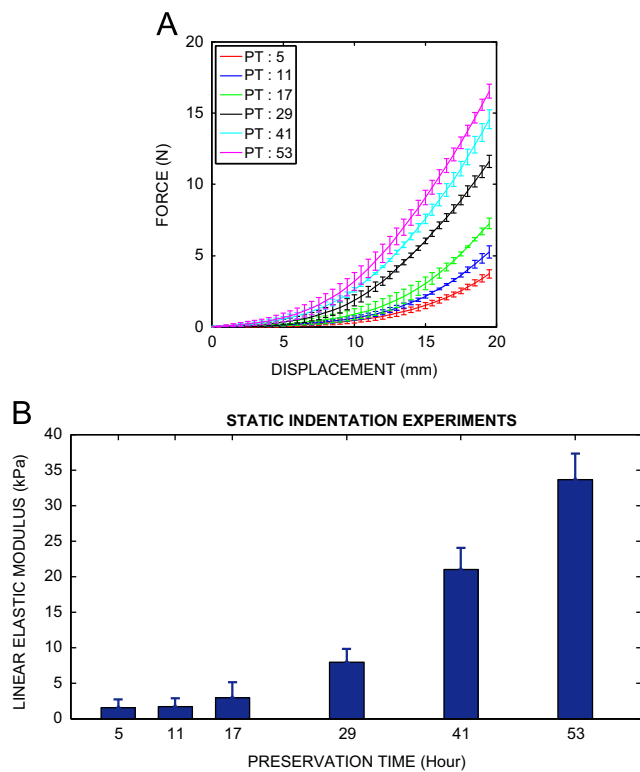 A
20
15
10
5
0
FORCE (N)
PT : 5
PT : 11
PT : 17
PT : 29
PT : 41
PT : 53
0 5 10 15 20
DISPLACEMENT (mm)
B
STATIC INDENTATION EXPERIMENTS
40
35
30
25
20
15
10
5
0
LINEAR ELASTIC MODULUS (kPa)
5 11 17 29 41 53
PRESERVATION TIME (Hour)